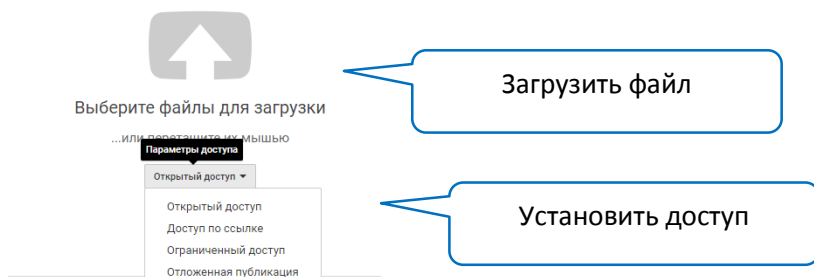 Загрузить файл
Выберите файлы для загрузки
...или перетащите их мышью
Параметры доступа
Открытый доступ
Открытый доступ
Доступ по ссылке
Установить доступ
Ограниченный доступ
Отложенная публикация